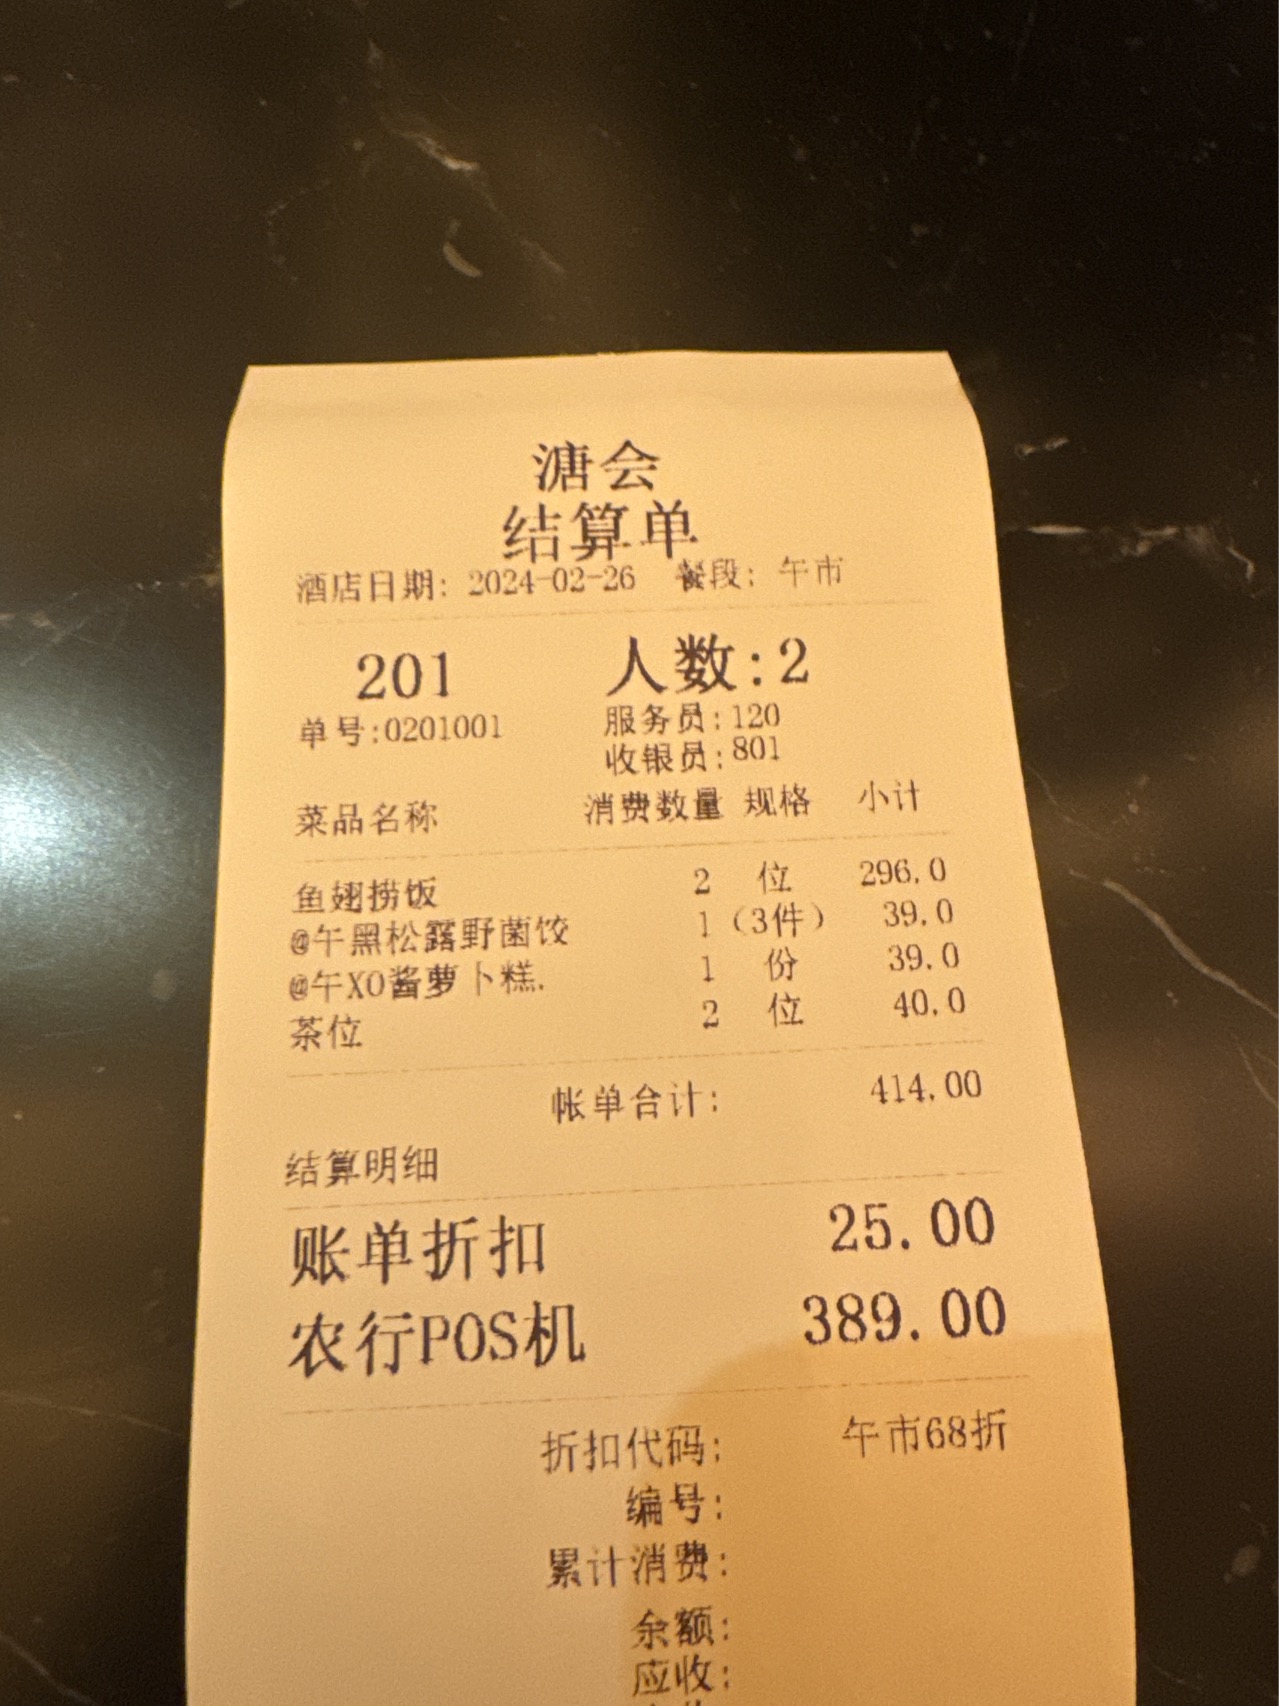 溏会
结算单
酒店日期: 2024-02-26 餐段: 午市
201 人数:2
单号:0201001 服务员:120
收银员:801
菜品名称 消费数量 规格 小计
鱼翅捞饭 2 位 296.0
@午黑松露野菌饺 1 (3件) 39.0
@午XO酱萝卜糕. 1 份 39.0
茶位 2 位 40.0
帐单合计: 414.00
结算明细
账单折扣 25.00
农行POS机 389.00
折扣代码: 午市68折
编号:
累计消费:
余额:
应收: